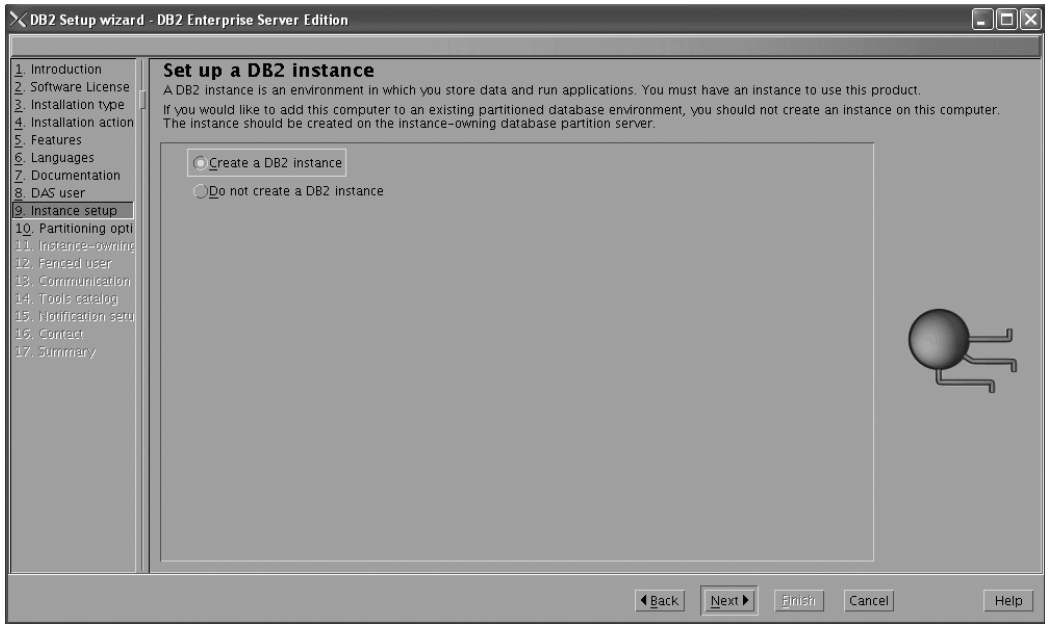 DB2 Setup wizard - DB2 Enterprise Server Edition
1. Introduction
2. Software License
3. Installation type
4. Installation action
5. Features
6. Languages
7. Documentation
8. DAS user
9. Instance setup
10. Partitioning opti
11. Instance-owning
12. Fenced user
13. Communication
14. Tools catalog
15. Notification setu
16. Contact
17. Summary
Set up a DB2 instance
A DB2 instance is an environment in which you store data and run applications. You must have an instance to use this product.
If you would like to add this computer to an existing partitioned database environment, you should not create an instance on this computer.
The instance should be created on the instance-owning database partition server.
Create a DB2 instance
Do not create a DB2 instance
Back Next Finish Cancel Help